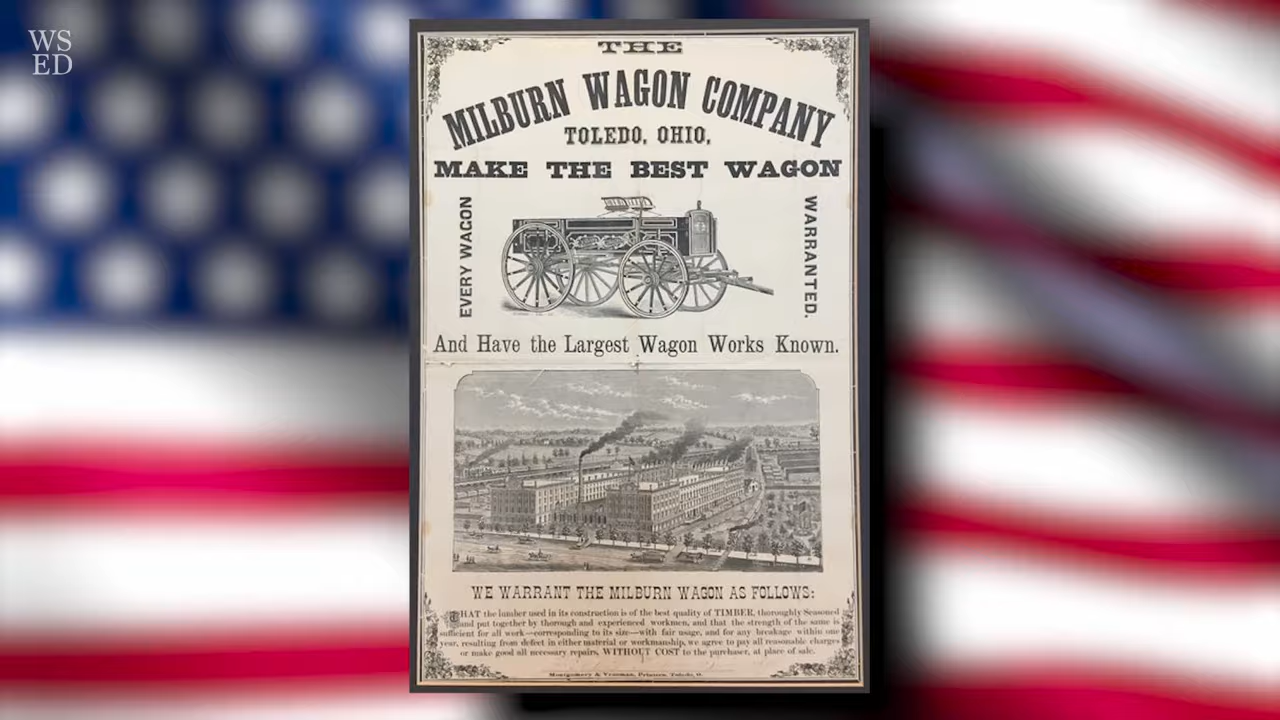 WS
ED
THE
MILBURN WAGON COMPANY
TOLEDO, OHIO,
MAKE THE BEST WAGON
EVERY WAGON
WARRANTED.
And Have the Largest Wagon Works Known.
WE WARRANT THE MILBURN WAGON AS FOLLOWS:
THAT the lumber used in its construction is of the best quality of TIMBER, thoroughly Seasoned
and put together by thorough and experienced workmen, and that the strength of the same is
sufficient for all work—corresponding to its size—with fair usage, and for any breakage within one
year, resulting from defect in either material or workmanship, we agree to pay all reasonable charges
or make good all necessary repairs, WITHOUT COST to the purchaser, at place of sale.
Montgomery & Vrooman, Printers, Toledo, O.